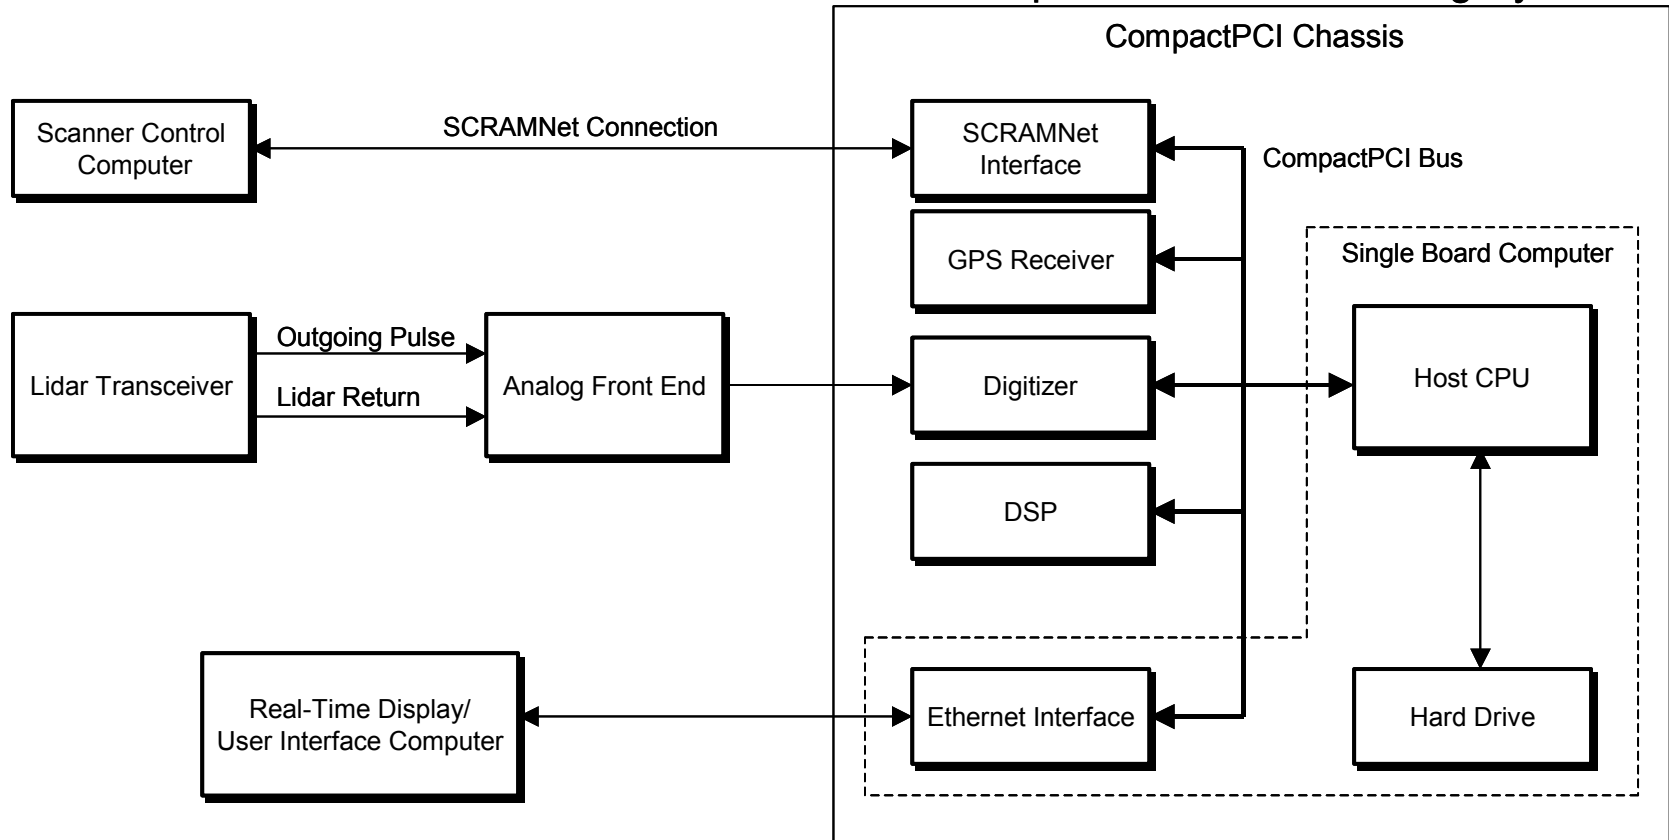 CompactPCI Chassis
Scanner Control
Computer
SCRAMNet Connection
SCRAMNet
Interface
CompactPCI Bus
GPS Receiver
Single Board Computer
Lidar Transceiver
Outgoing Pulse
Lidar Return
Analog Front End
Digitizer
Host CPU
DSP
Real-Time Display/
User Interface Computer
Ethernet Interface
Hard Drive